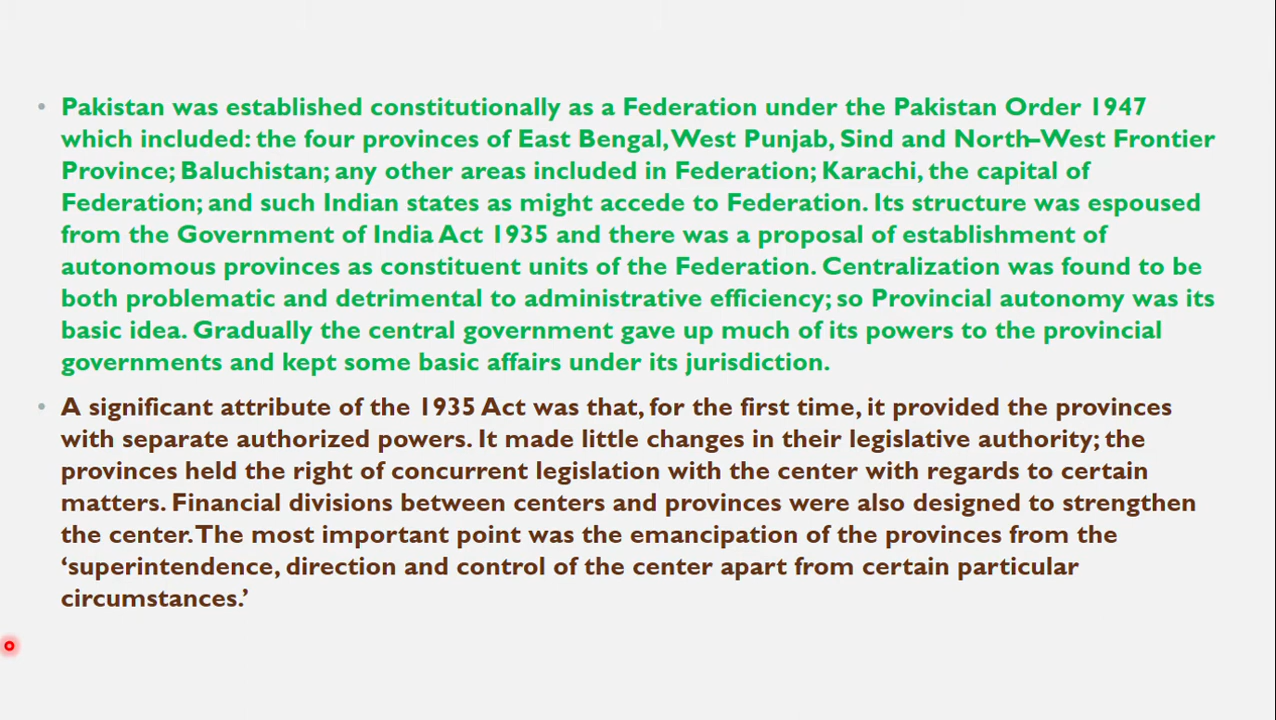 • Pakistan was established constitutionally as a Federation under the Pakistan Order 1947
which included: the four provinces of East Bengal, West Punjab, Sind and North–West Frontier
Province; Baluchistan; any other areas included in Federation; Karachi, the capital of
Federation; and such Indian states as might accede to Federation. Its structure was espoused
from the Government of India Act 1935 and there was a proposal of establishment of
autonomous provinces as constituent units of the Federation. Centralization was found to be
both problematic and detrimental to administrative efficiency; so Provincial autonomy was its
basic idea. Gradually the central government gave up much of its powers to the provincial
governments and kept some basic affairs under its jurisdiction.
• A significant attribute of the 1935 Act was that, for the first time, it provided the provinces
with separate authorized powers. It made little changes in their legislative authority; the
provinces held the right of concurrent legislation with the center with regards to certain
matters. Financial divisions between centers and provinces were also designed to strengthen
the center. The most important point was the emancipation of the provinces from the
‘superintendence, direction and control of the center apart from certain particular
circumstances.’